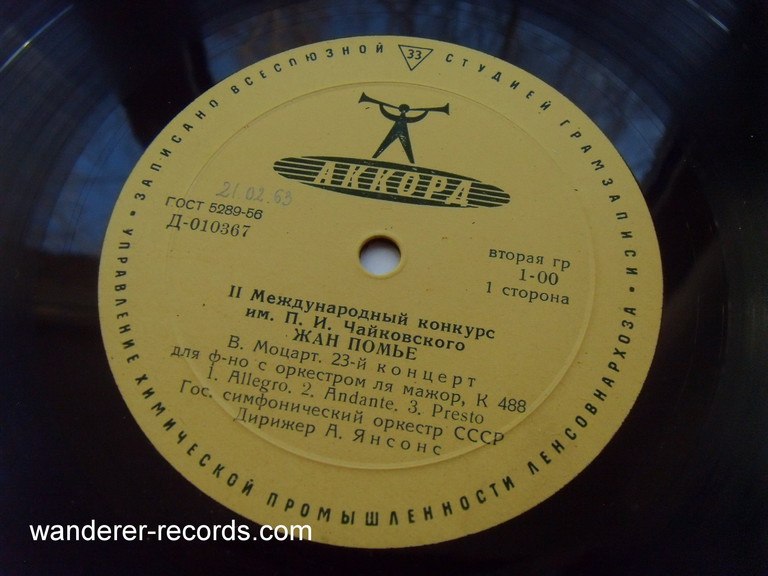 ЗАПИСАНО ВСЕСОЮЗНОЙ 33 СТУДИЕЙ ГРАМЗАПИСИ
УПРАВЛЕНИЕ ХИМИЧЕСКОЙ ПРОМЫШЛЕННОСТИ ЛЕНСОВНАРХОЗА
АККОРД
21.02.63
ГОСТ 5289-56
Д-010367
вторая гр
1-00
1 сторона
II Международный конкурс
им. П. И. Чайковского
ЖАН ПОМЬЕ
В. Моцарт. 23-й концерт
для ф-но с оркестром ля мажор, К 488
1. Allegro. 2. Andante. 3. Presto
Гос. симфонический оркестр СССР
Дирижер А. Янсонс
wanderer-records.com